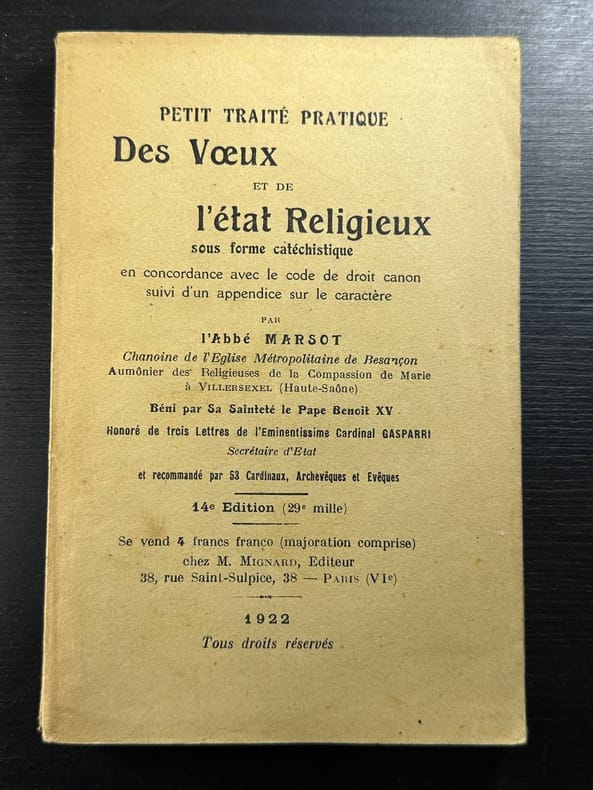 PETIT TRAITÉ PRATIQUE
Des Vœux
ET DE
l'état Religieux
sous forme catéchistique
en concordance avec le code de droit canon
suivi d'un appendice sur le caractère
PAR
l'Abbé MARSOT
Chanoine de l'Eglise Métropolitaine de Besançon
Aumônier des Religieuses de la Compassion de Marie
à VILLERSEXEL (Haute-Saône)
Béni par Sa Sainteté le Pape Benoit XV
Honoré de trois Lettres de l'Eminentissime Cardinal GASPARRI
Secrétaire d'Etat
et recommandé par 53 Cardinaux, Archevêques et Evêques
14e Edition (29e mille)
Se vend 4 francs franco (majoration comprise)
chez M. MIGNARD, Editeur
38, rue Saint-Sulpice, 38 — PARIS (VIe)
1922
Tous droits réservés